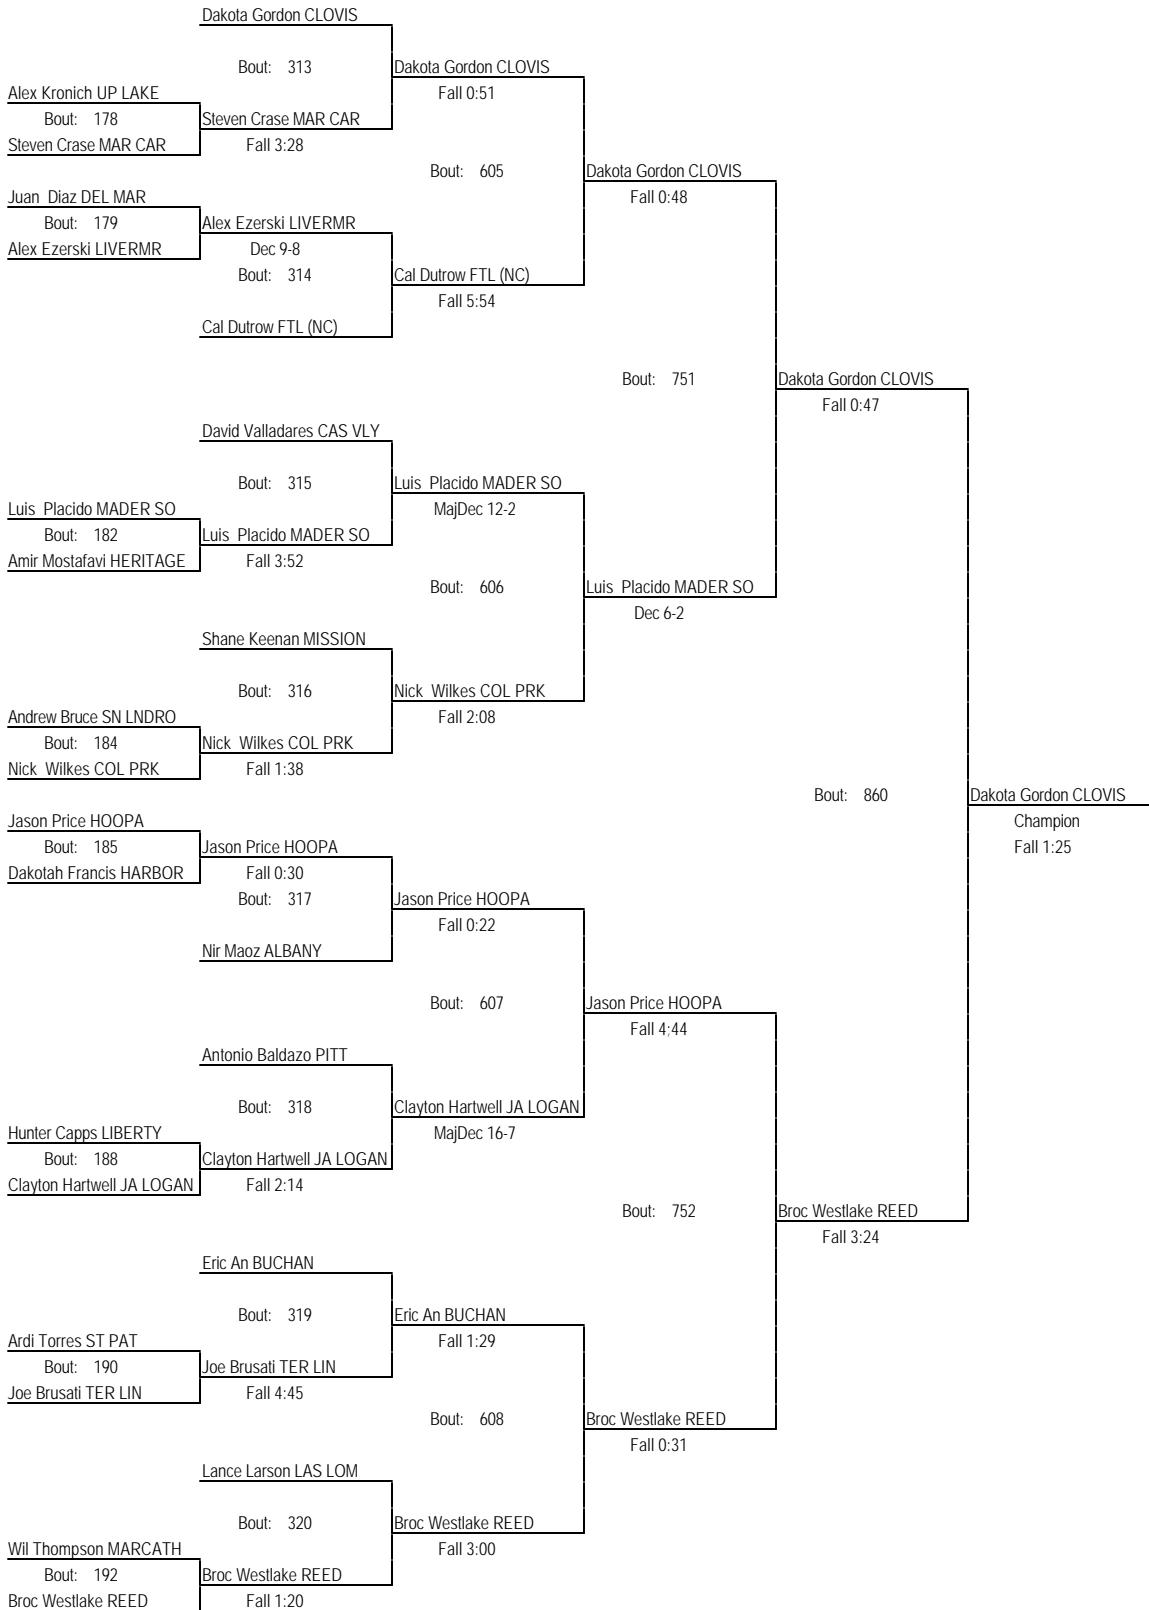 Dakota Gordon CLOVIS
Bout: 313
Dakota Gordon CLOVIS
Alex Kronich UP LAKE
Fall 0:51
Bout: 178
Steven Crase MAR CAR
Steven Crase MAR CAR
Fall 3:28
Bout: 605
Dakota Gordon CLOVIS
Juan Diaz DEL MAR
Fall 0:48
Bout: 179
Alex Ezerski LIVERMR
Alex Ezerski LIVERMR
Dec 9-8
Bout: 314
Cal Dutrow FTL (NC)
Fall 5:54
Cal Dutrow FTL (NC)
Bout: 751
Dakota Gordon CLOVIS
Fall 0:47
David Valladares CAS VLY
Bout: 315
Luis Placido MADER SO
Luis Placido MADER SO
MajDec 12-2
Bout: 182
Luis Placido MADER SO
Amir Mostafavi HERITAGE
Fall 3:52
Bout: 606
Luis Placido MADER SO
Dec 6-2
Shane Keenan MISSION
Bout: 316
Nick Wilkes COL PRK
Andrew Bruce SN LNDRO
Fall 2:08
Bout: 184
Nick Wilkes COL PRK
Nick Wilkes COL PRK
Fall 1:38
Bout: 860
Dakota Gordon CLOVIS
Jason Price HOOPA
Champion
Bout: 185
Jason Price HOOPA
Fall 1:25
Dakotah Francis HARBOR
Fall 0:30
Bout: 317
Jason Price HOOPA
Fall 0:22
Nir Maoz ALBANY
Bout: 607
Jason Price HOOPA
Fall 4;44
Antonio Baldazo PITT
Bout: 318
Clayton Hartwell JA LOGAN
Hunter Capps LIBERTY
MajDec 16-7
Bout: 188
Clayton Hartwell JA LOGAN
Clayton Hartwell JA LOGAN
Fall 2:14
Bout: 752
Broc Westlake REED
Fall 3:24
Eric An BUCHAN
Bout: 319
Eric An BUCHAN
Ardi Torres ST PAT
Fall 1:29
Bout: 190
Joe Brusati TER LIN
Joe Brusati TER LIN
Fall 4:45
Bout: 608
Broc Westlake REED
Fall 0:31
Lance Larson LAS LOM
Bout: 320
Broc Westlake REED
Wil Thompson MARCATH
Fall 3:00
Bout: 192
Broc Westlake REED
Broc Westlake REED
Fall 1:20